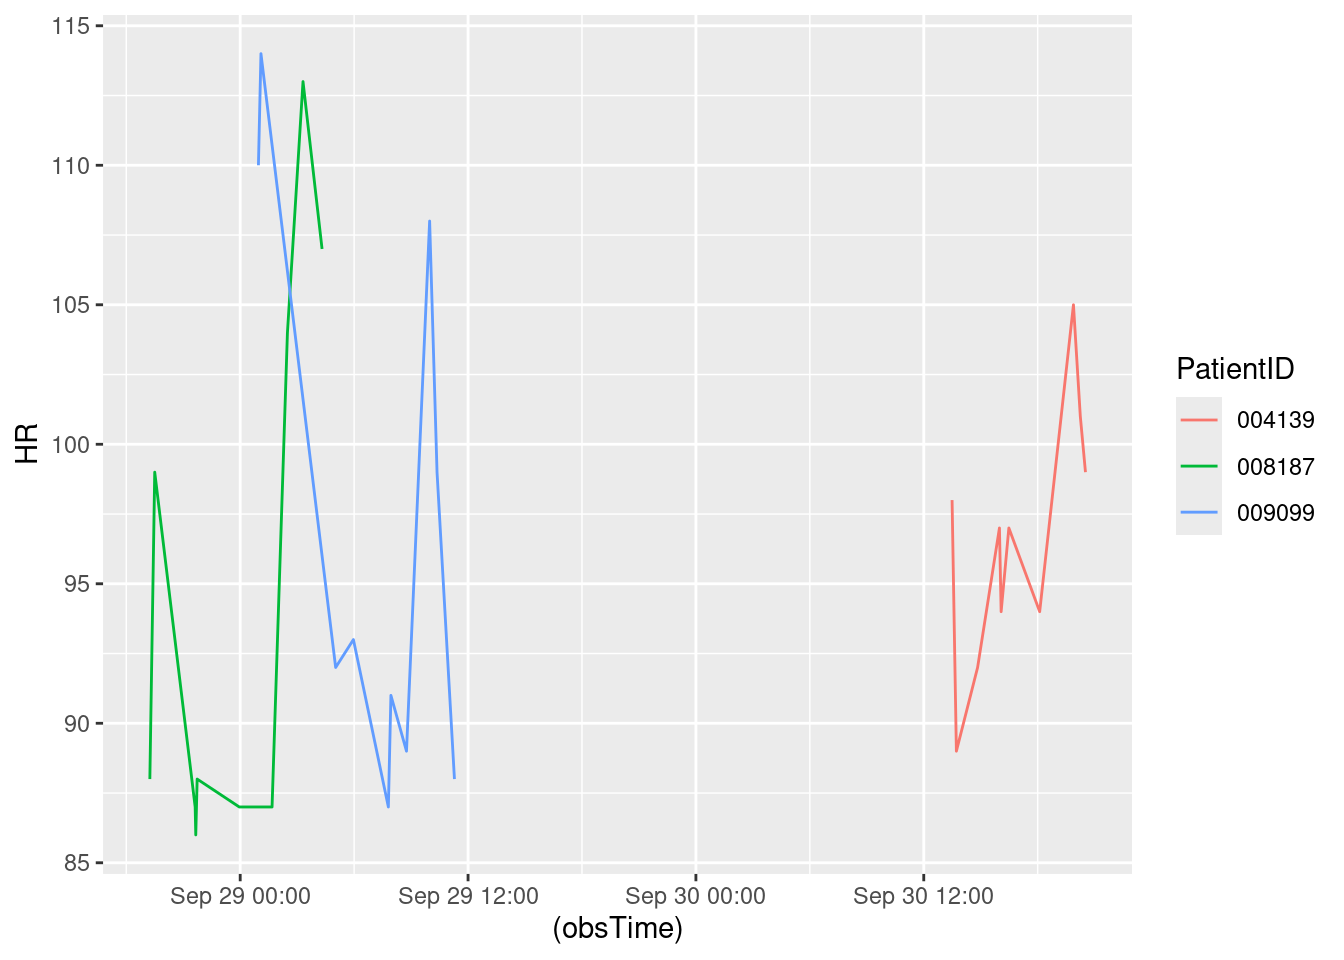 115
110
105
100
95
90
85
HR
Sep 29 00:00
Sep 29 12:00
Sep 30 00:00
Sep 30 12:00
(obsTime)
PatientID
004139
008187
009099